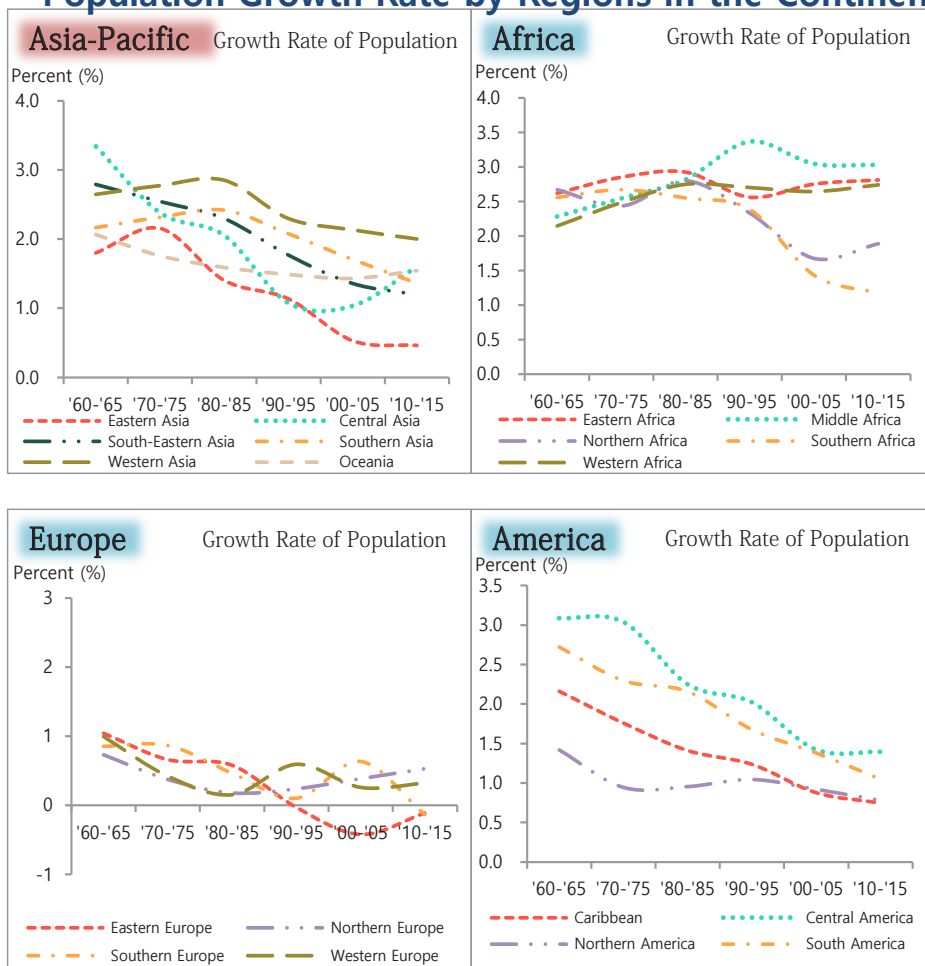 Population Growth Rate by Regions in the Continen
Asia-Pacific Growth Rate of Population
Percent (%)
4.0
3.0
2.0
1.0
0.0
'60-'65 '70-'75 '80-'85 '90-'95 '00-'05 '10-'15
Eastern Asia Central Asia
South-Eastern Asia Southern Asia
Western Asia Oceania
Africa Growth Rate of Population
Percent (%)
4.0
3.5
3.0
2.5
2.0
1.5
1.0
0.5
0.0
'60-'65 '70-'75 '80-'85 '90-'95 '00-'05 '10-'15
Eastern Africa Middle Africa
Northern Africa Southern Africa
Western Africa
Europe Growth Rate of Population
Percent (%)
3
2
1
0
-1
'60-'65 '70-'75 '80-'85 '90-'95 '00-'05 '10-'15
Eastern Europe Northern Europe
Southern Europe Western Europe
America Growth Rate of Population
Percent (%)
3.5
3.0
2.5
2.0
1.5
1.0
0.5
0.0
'60-'65 '70-'75 '80-'85 '90-'95 '00-'05 '10-'15
Caribbean Central America
Northern America South America